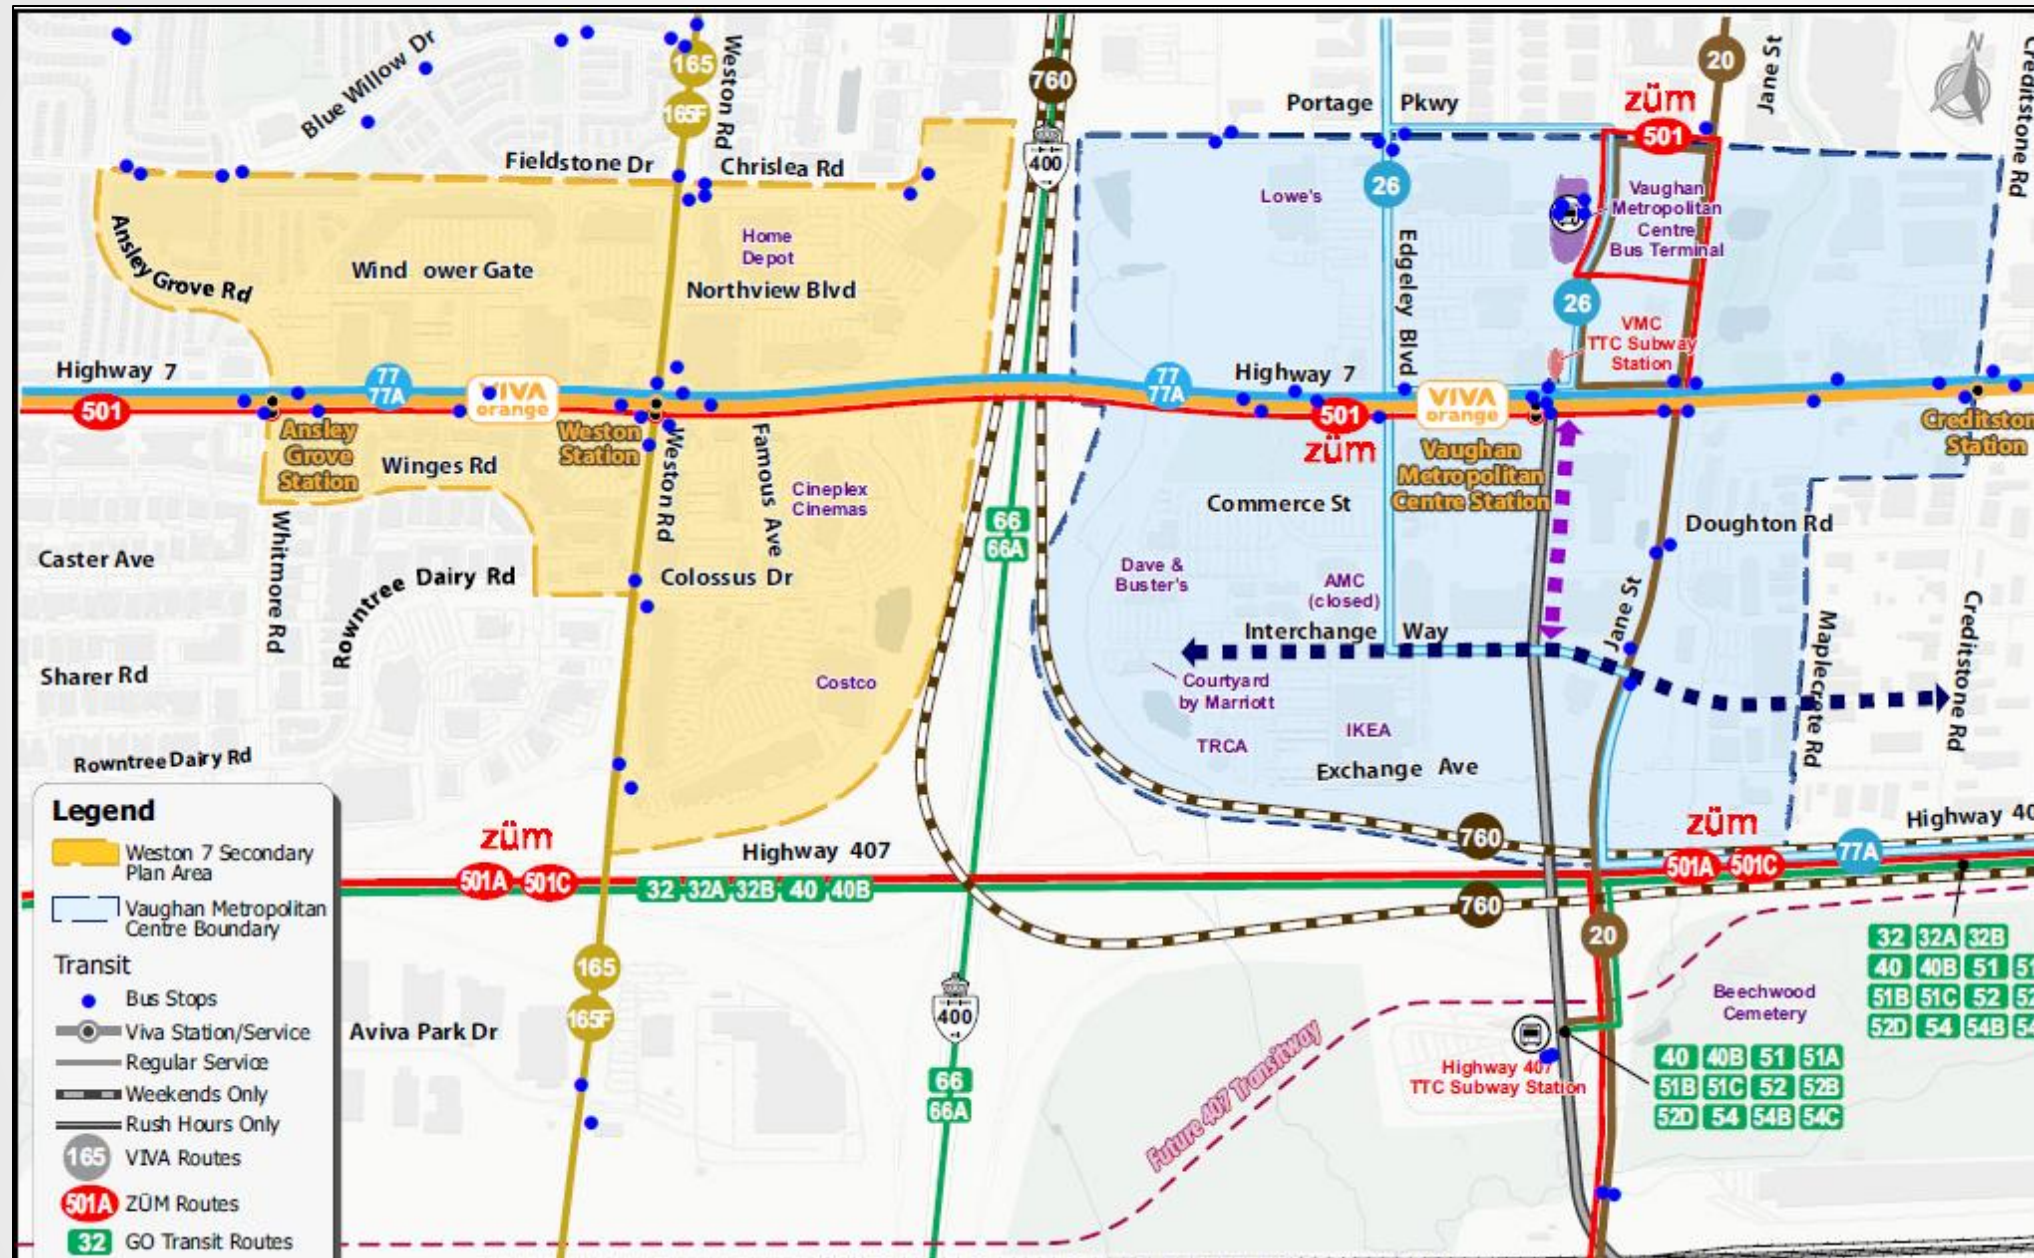 Blue Willow Dr
165
165F
Weston Rd
760
400
Portage Pkwy
züm
501
20
Jane St
N
Creditstone Rd
Fieldstone Dr
Chrislea Rd
26
Lowe's
Vaughan
Metropolitan
Centre
Bus Terminal
Ansley Grove Rd
Wind ower Gate
Home
Depot
Northview Blvd
Edgeley Blvd
26
VMC
TTC Subway
Station
Highway 7
77
77A
VIVA
orange
501
77
77A
Highway 7
501
züm
VIVA
orange
Ansley
Grove
Station
Weston
Station
Weston Rd
Famous Ave
Winges Rd
Cineplex
Cinemas
Vaughan
Metropolitan
Centre Station
Creditston
Station
Commerce St
Doughton Rd
66
66A
Caster Ave
Whitmore Rd
Rowntree Dairy Rd
Colossus Dr
Dave &
Buster's
AMC
(closed)
Jane St
Interchange Way
Maplecrete Rd
Creditstone Rd
Sharer Rd
Costco
Courtyard
by Marriott
TRCA
IKEA
Exchange Ave
Rowntree Dairy Rd
züm
501A 501C
Highway 407
32 32A 32B 40 40B
760
760
züm
501A 501C
77A
Highway 40
20
32 32A 32B
40 40B 51 51
51B 51C 52 52
52D 54 54B 54
Legend
Weston 7 Secondary
Plan Area
Vaughan Metropolitan
Centre Boundary
Transit
Bus Stops
Viva Station/Service
Regular Service
Weekends Only
Rush Hours Only
165 VIVA Routes
501A ZÜM Routes
32 GO Transit Routes
165
165F
Aviva Park Dr
400
66
66A
Future 407 Transitway
Beechwood
Cemetery
Highway 407
TTC Subway Station
40 40B 51 51A
51B 51C 52 52B
52D 54 54B 54C